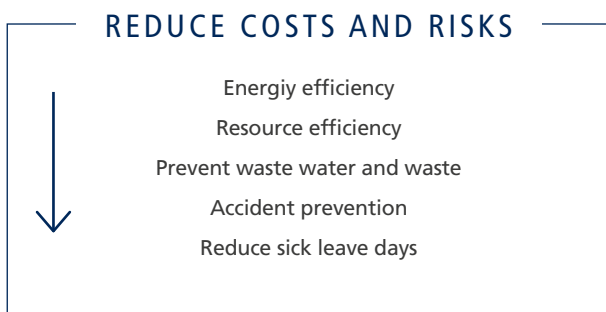 REDUCE COSTS AND RISKS
Energiy efficiency
Resource efficiency
Prevent waste water and waste
Accident prevention
Reduce sick leave days